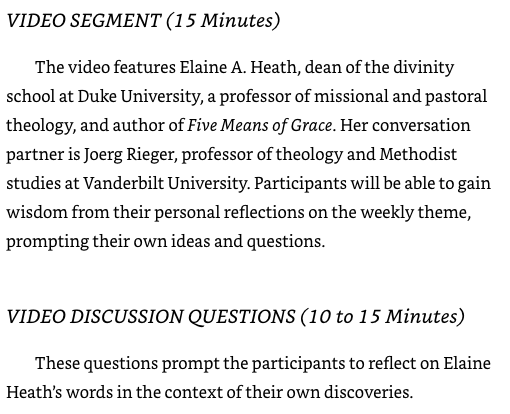 VIDEO SEGMENT (15 Minutes)
The video features Elaine A. Heath, dean of the divinity
school at Duke University, a professor of missional and pastoral
theology, and author of Five Means of Grace. Her conversation
partner is Joerg Rieger, professor of theology and Methodist
studies at Vanderbilt University. Participants will be able to gain
wisdom from their personal reflections on the weekly theme,
prompting their own ideas and questions.
VIDEO DISCUSSION QUESTIONS (10 to 15 Minutes)
These questions prompt the participants to reflect on Elaine
Heath’s words in the context of their own discoveries.